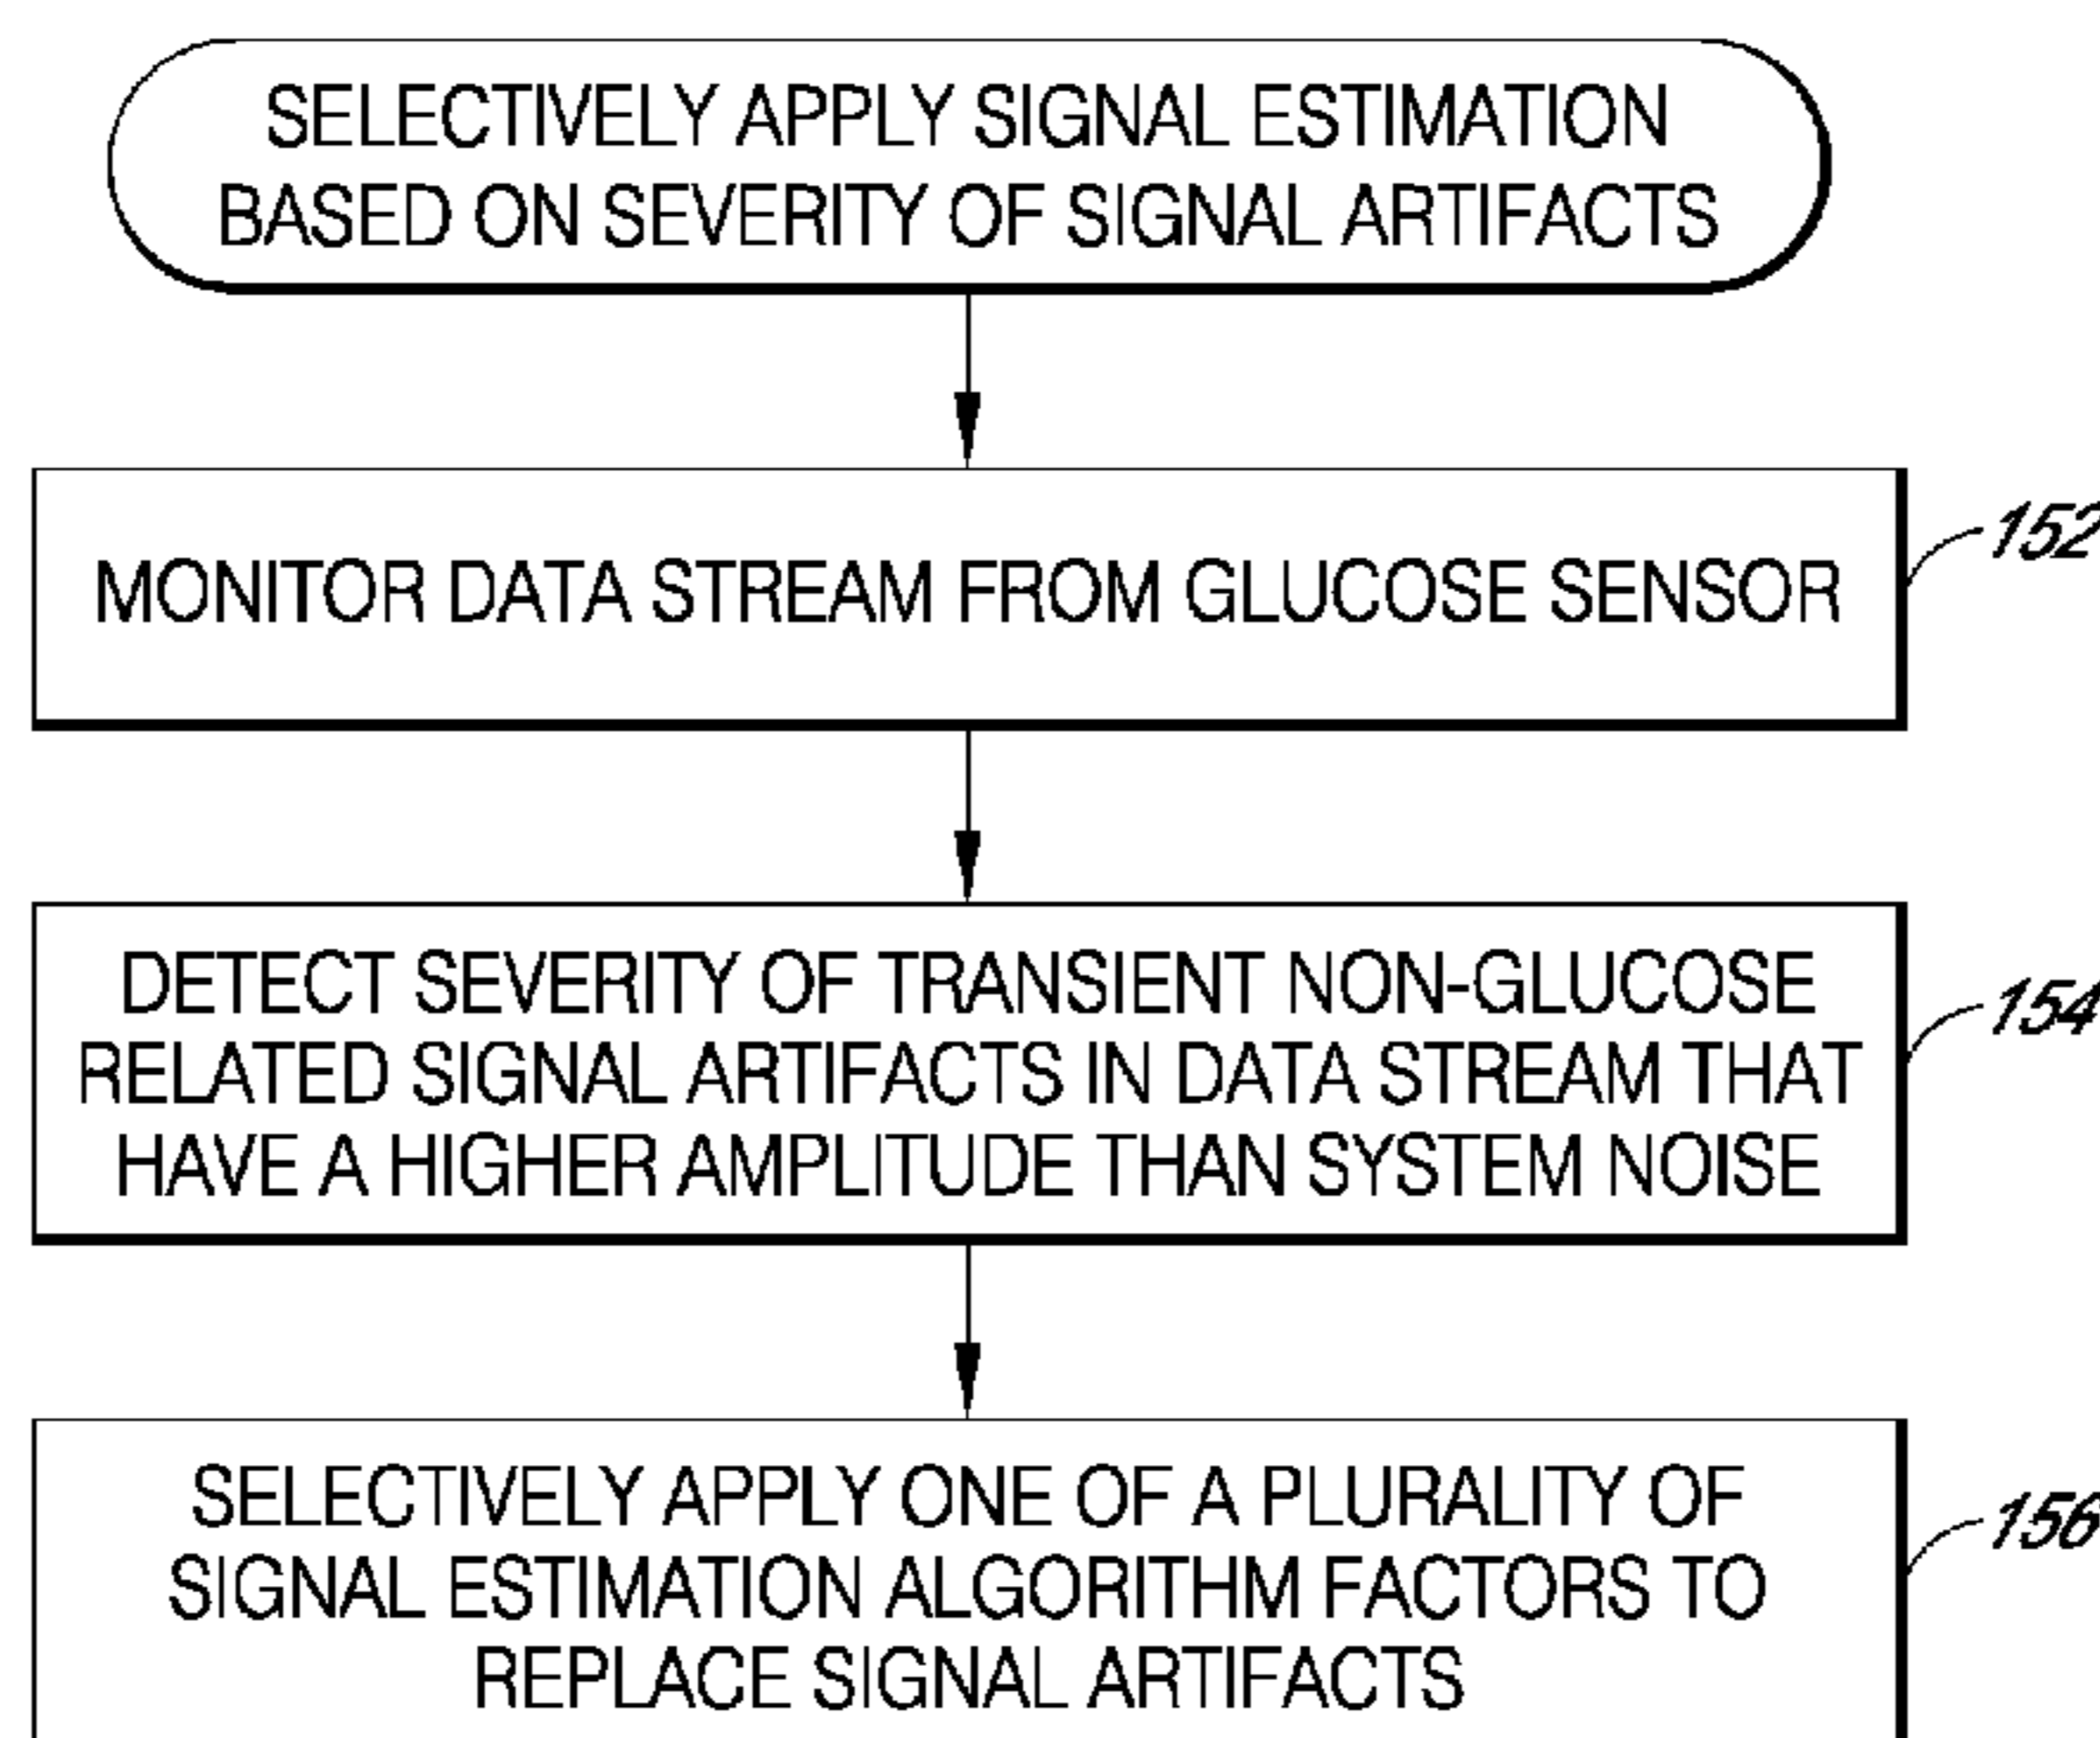 SELECTIVELY APPLY SIGNAL ESTIMATION
BASED ON SEVERITY OF SIGNAL ARTIFACTS
MONITOR DATA STREAM FROM GLUCOSE SENSOR
152
DETECT SEVERITY OF TRANSIENT NON-GLUCOSE
RELATED SIGNAL ARTIFACTS IN DATA STREAM THAT
HAVE A HIGHER AMPLITUDE THAN SYSTEM NOISE
154
SELECTIVELY APPLY ONE OF A PLURALITY OF
SIGNAL ESTIMATION ALGORITHM FACTORS TO
REPLACE SIGNAL ARTIFACTS
156